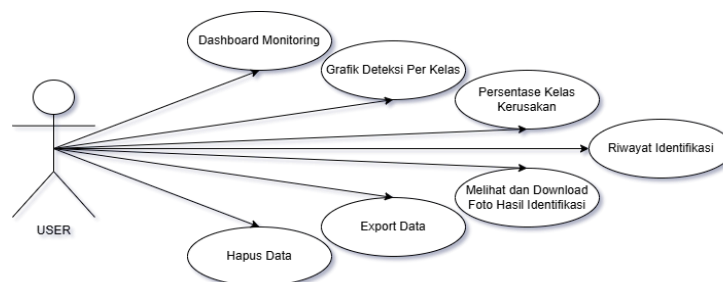 Dashboard Monitoring
Grafik Deteksi Per Kelas
Persentase Kelas
Kerusakan
Riwayat Identifikasi
Melihat dan Download
Foto Hasil Identifikasi
Export Data
Hapus Data
USER